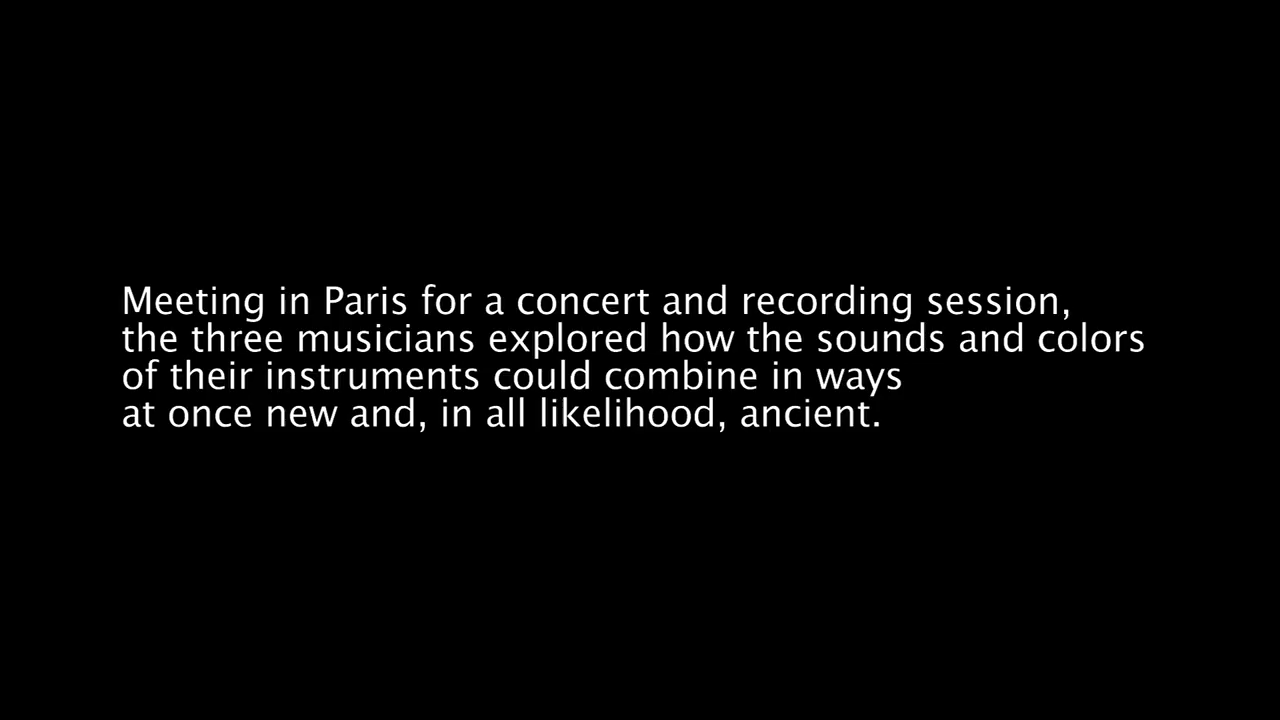 Meeting in Paris for a concert and recording session,
the three musicians explored how the sounds and colors
of their instruments could combine in ways
at once new and, in all likelihood, ancient.